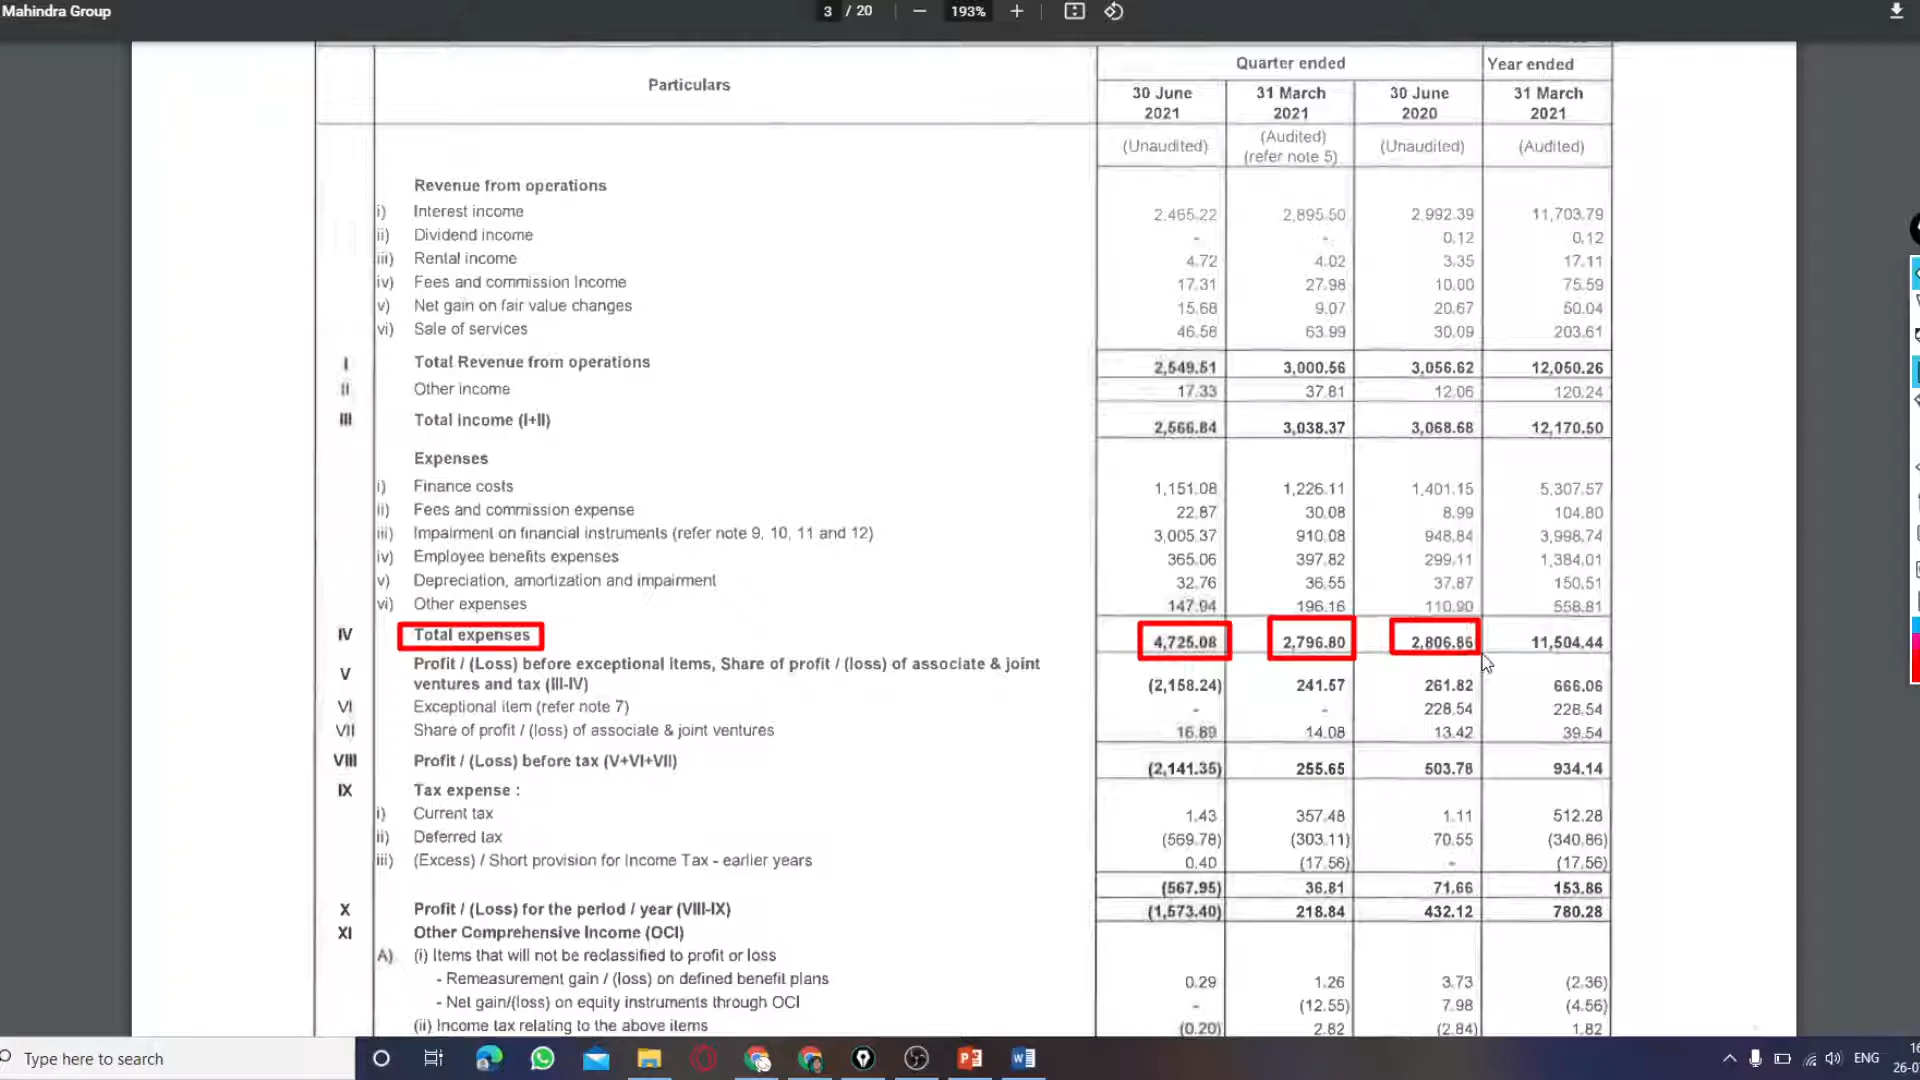 Mahindra Group
3 / 20
193%
Particulars
Quarter ended
Year ended
30 June 2021
31 March 2021
30 June 2020
31 March 2021
(Unaudited)
(Audited) (refer note 5)
(Unaudited)
(Audited)
Revenue from operations
i) Interest income 2,465.22 2,895.50 2,992.39 11,703.79
ii) Dividend income - - 0.12 0.12
iii) Rental income 4.72 4.02 3.35 17.11
iv) Fees and commission Income 17.31 27.98 10.00 75.59
v) Net gain on fair value changes 15.68 9.07 20.67 50.04
vi) Sale of services 46.58 63.99 30.09 203.61
I Total Revenue from operations 2,549.51 3,000.56 3,056.62 12,050.26
II Other income 17.33 37.81 12.06 120.24
III Total income (I+II) 2,566.84 3,038.37 3,068.68 12,170.50
Expenses
i) Finance costs 1,151.08 1,226.11 1,401.15 5,307.57
ii) Fees and commission expense 22.87 30.08 8.99 104.80
iii) Impairment on financial instruments (refer note 9, 10, 11 and 12) 3,005.37 910.08 948.84 3,998.74
iv) Employee benefits expenses 365.06 397.82 299.11 1,384.01
v) Depreciation, amortization and impairment 32.76 36.55 37.87 150.51
vi) Other expenses 147.94 196.16 110.90 558.81
IV Total expenses 4,725.08 2,796.80 2,806.86 11,504.44
V Profit / (Loss) before exceptional items, Share of profit / (loss) of associate & joint
ventures and tax (III-IV) (2,158.24) 241.57 261.82 666.06
VI Exceptional item (refer note 7) - - 228.54 228.54
VII Share of profit / (loss) of associate & joint ventures 16.89 14.08 13.42 39.54
VIII Profit / (Loss) before tax (V+VI+VII) (2,141.35) 255.65 503.78 934.14
IX Tax expense :
i) Current tax 1.43 357.48 1.11 512.28
ii) Deferred tax (569.78) (303.11) 70.55 (340.86)
iii) (Excess) / Short provision for Income Tax - earlier years 0.40 (17.56) - (17.56)
(567.95) 36.81 71.66 153.86
X Profit / (Loss) for the period / year (VIII-IX) (1,573.40) 218.84 432.12 780.28
XI Other Comprehensive Income (OCI)
A) (i) Items that will not be reclassified to profit or loss
- Remeasurement gain / (loss) on defined benefit plans 0.29 1.26 3.73 (2.36)
- Net gain/(loss) on equity instruments through OCI - (12.55) 7.98 (4.56)
(ii) Income tax relating to the above items (0.20) 2.82 (2.84) 1.82
Type here to search
ENG